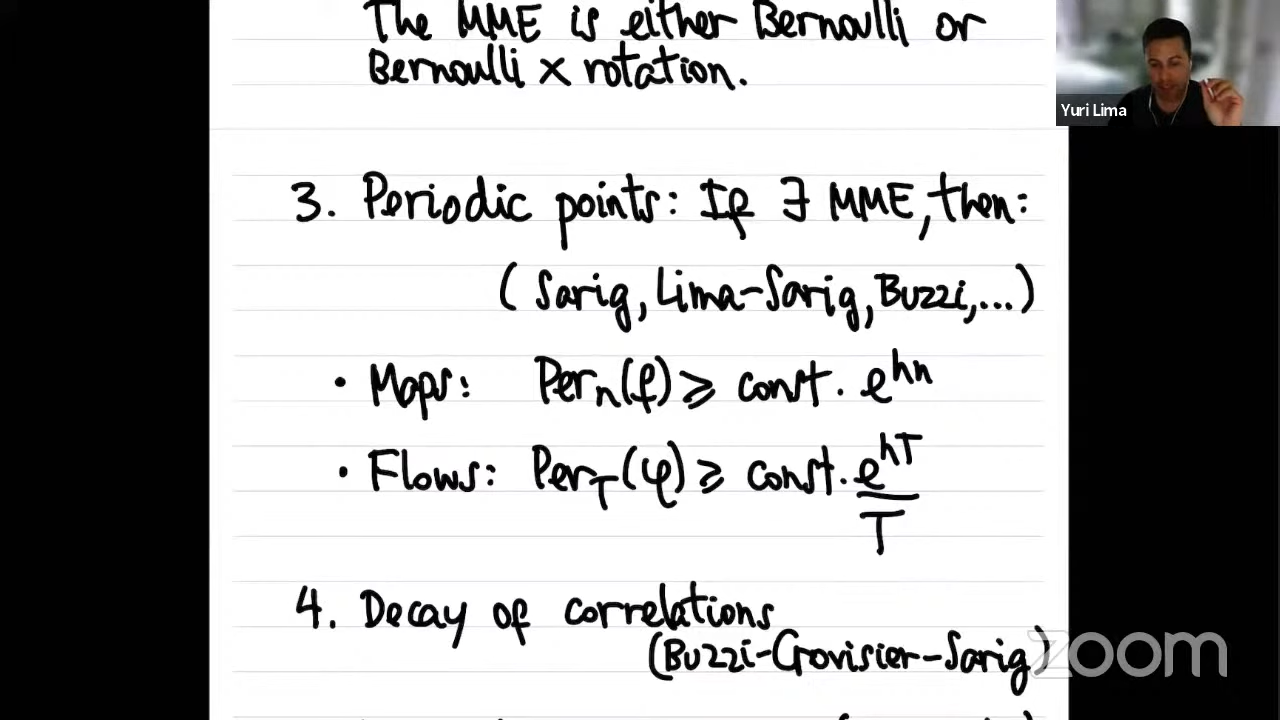 The MME is either Bernoulli or
Bernoulli × rotation.
Yuri Lima
3. Periodic points: If ∃ MME, then:
(Sarig, Lima-Sarig, Buzzi,...)
• Maps: Per_n(f) ≥ const. e^{hn}
• Flows: Per_T(φ) ≥ const. e^{hT}/T
4. Decay of correlations
(Buzzi-Crovisier-Sarig)
zoom